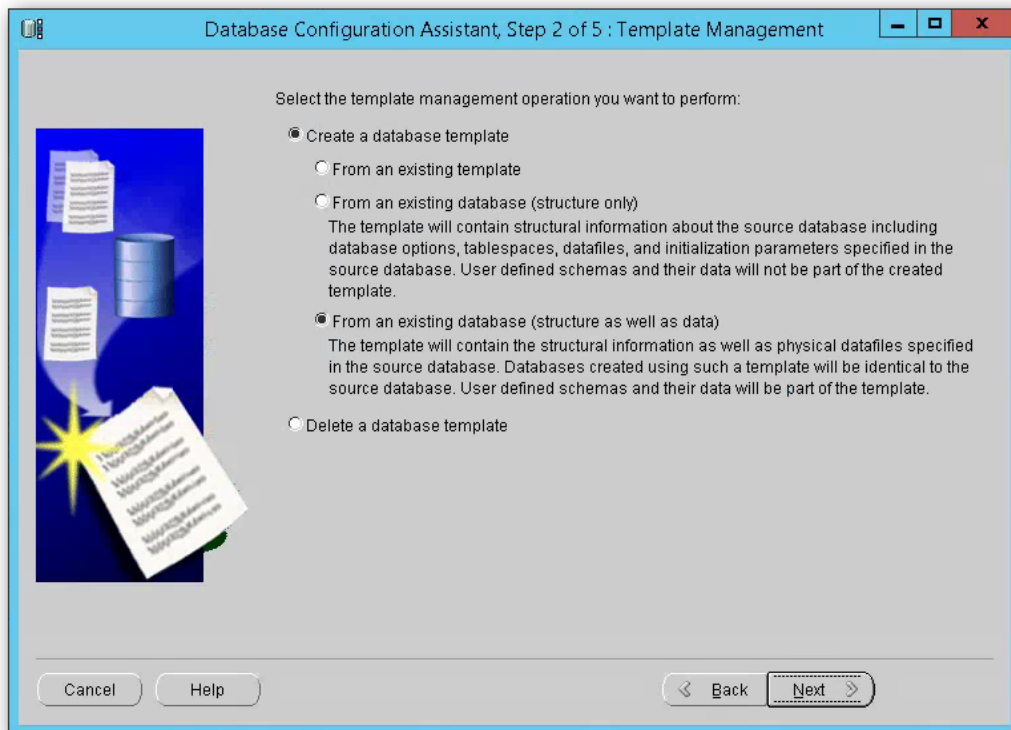 Database Configuration Assistant, Step 2 of 5 : Template Management
Select the template management operation you want to perform:
Create a database template
From an existing template
From an existing database (structure only)
The template will contain structural information about the source database including
database options, tablespaces, datafiles, and initialization parameters specified in the
source database. User defined schemas and their data will not be part of the created
template.
From an existing database (structure as well as data)
The template will contain the structural information as well as physical datafiles specified
in the source database. Databases created using such a template will be identical to the
source database. User defined schemas and their data will be part of the template.
Delete a database template
Cancel Help Back Next